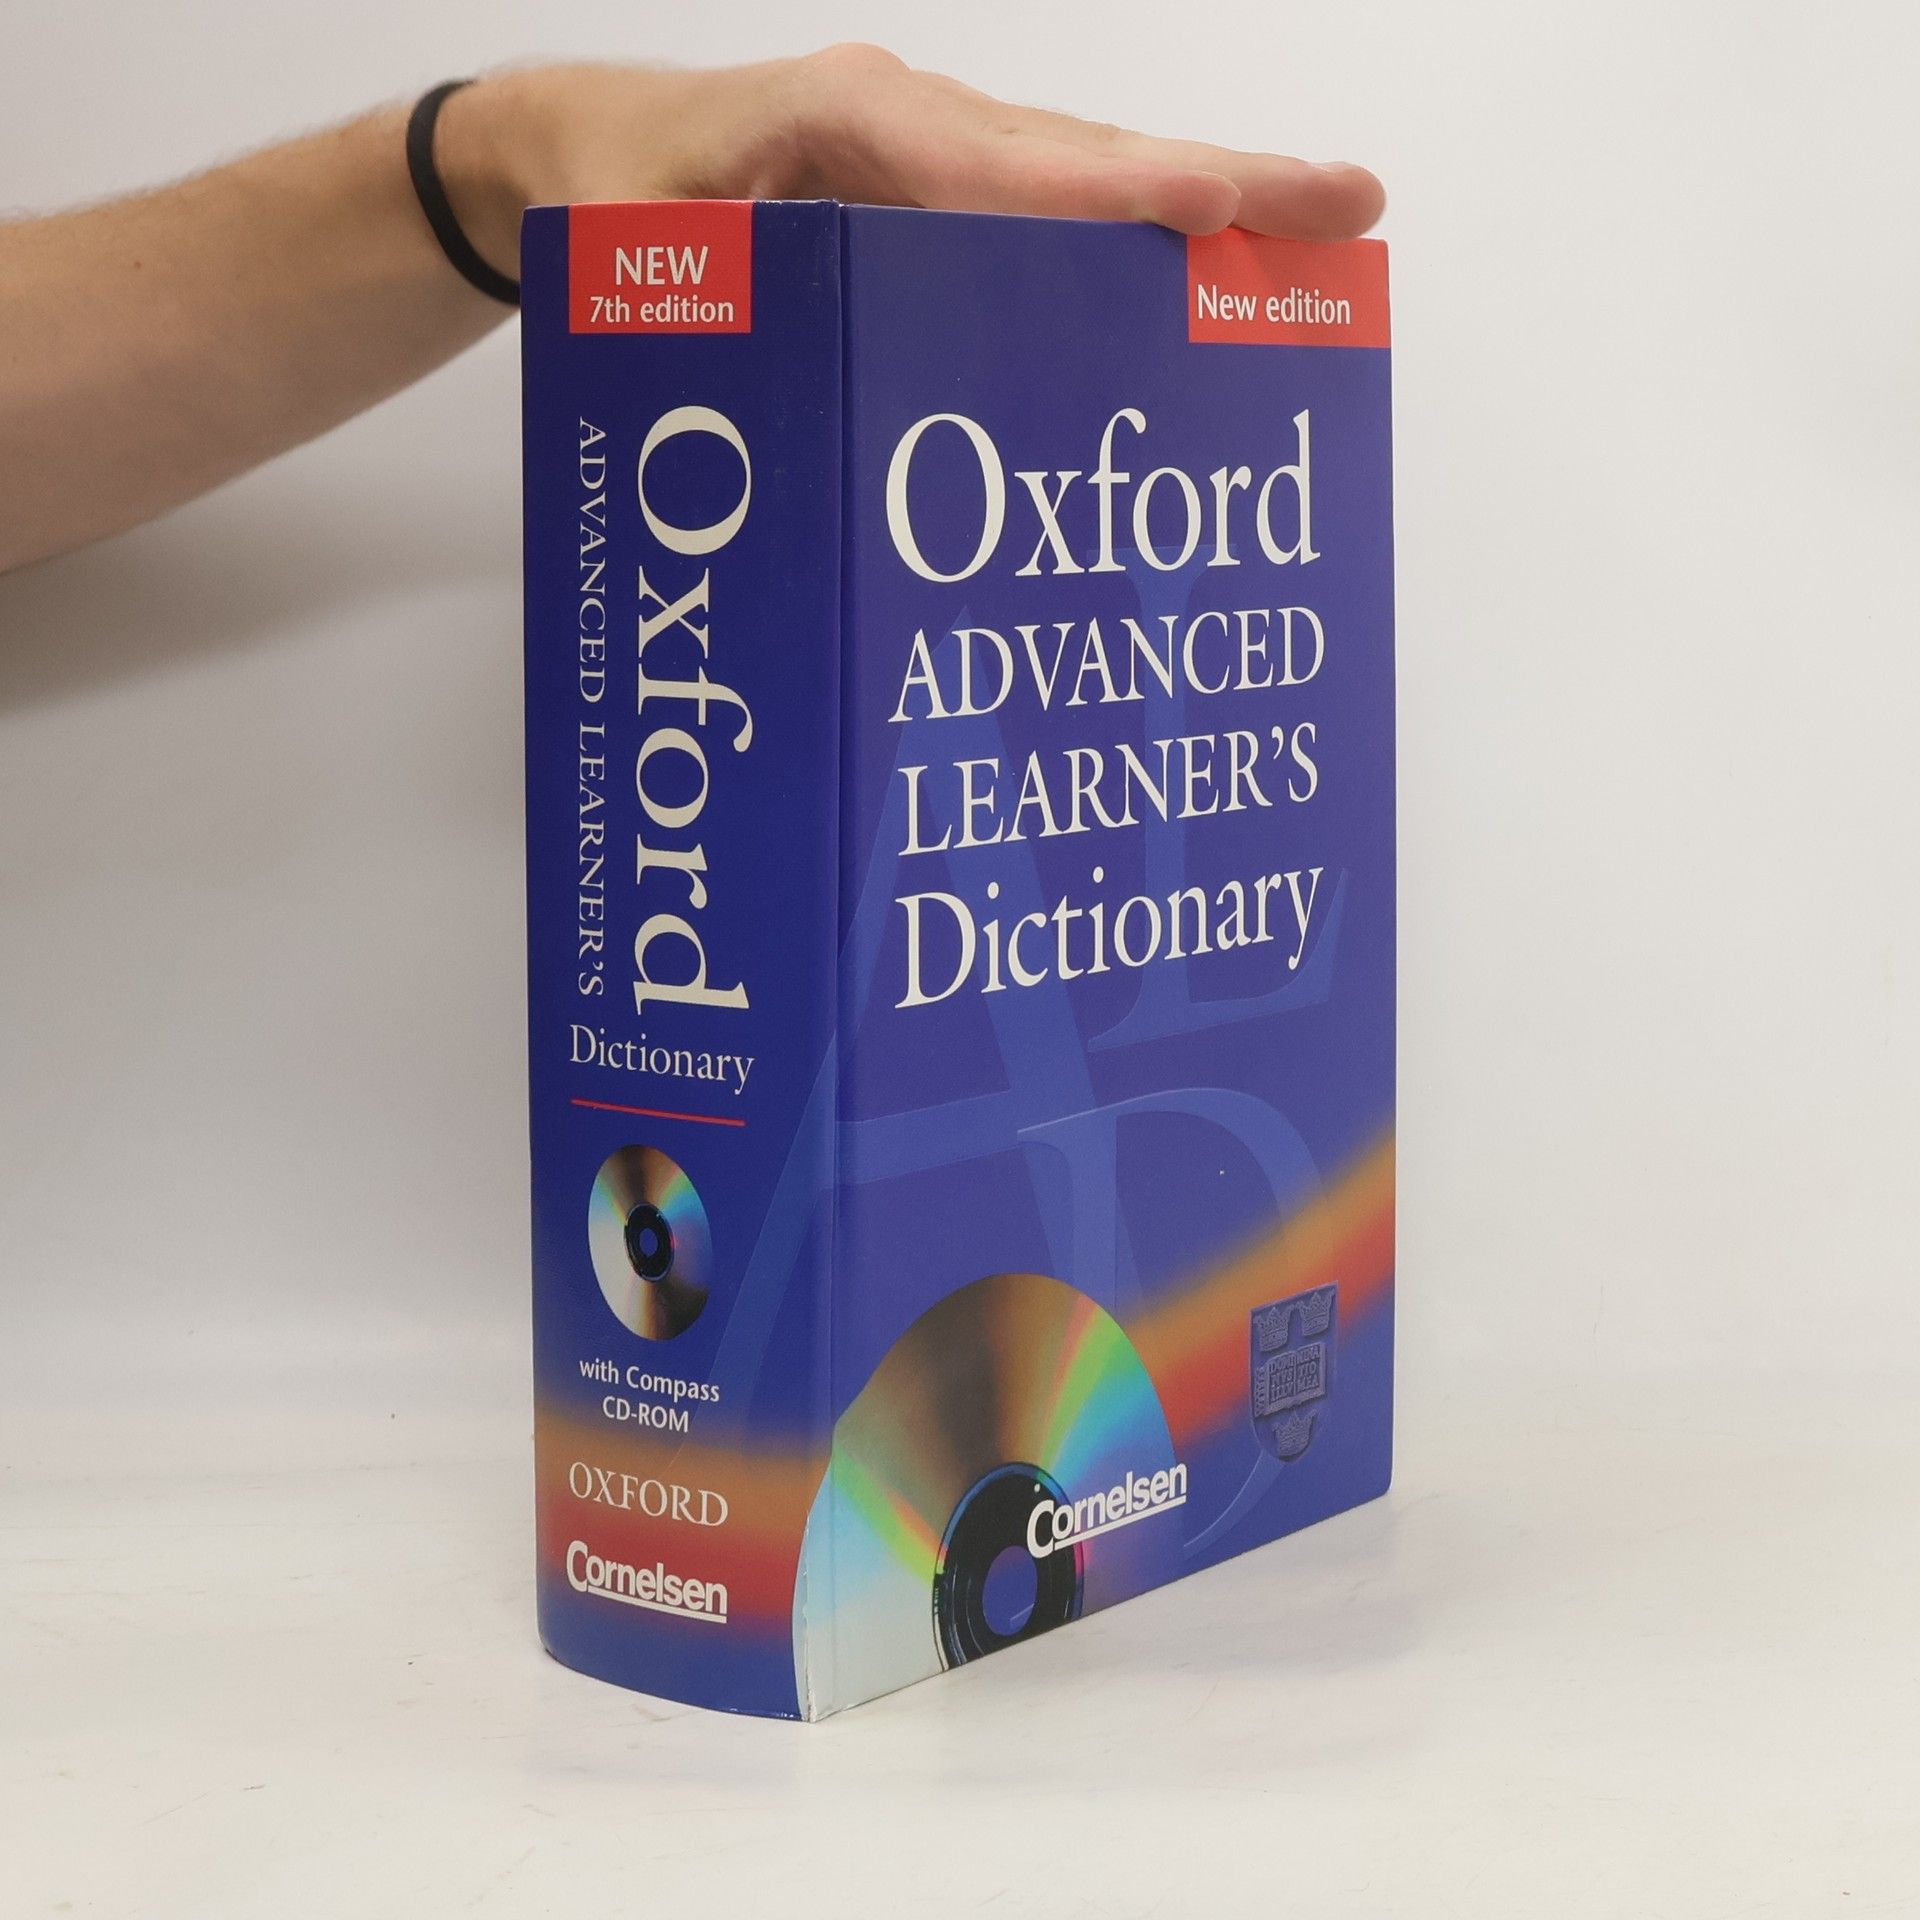 NEW
7th edition
Oxford
ADVANCED LEARNER'S
Dictionary
with Compass
CD-ROM
OXFORD
Cornelsen
New edition
Oxford
ADVANCED
LEARNER'S
Dictionary
Cornelsen